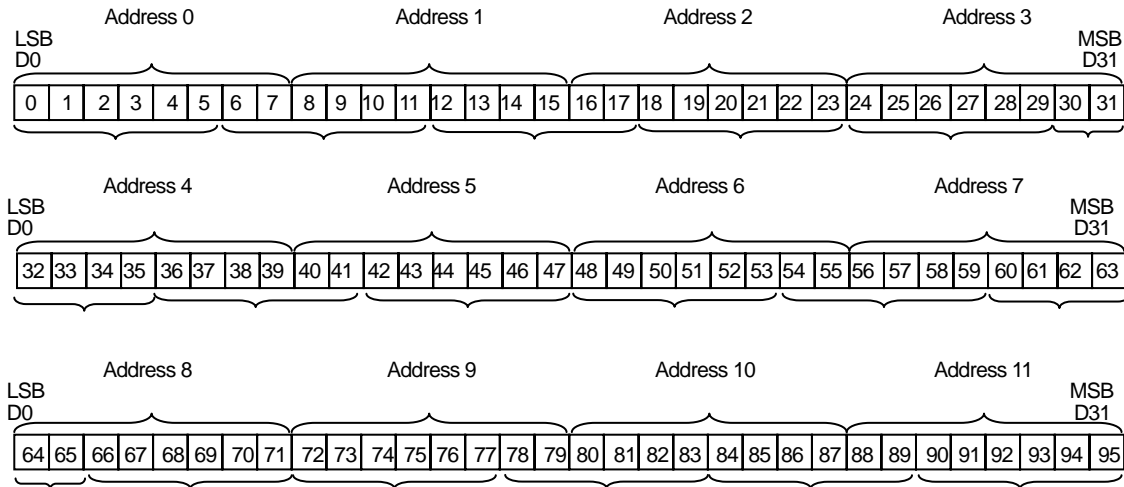 Address 0 Address 1 Address 2 Address 3
LSB MSB
D0 D31
0 1 2 3 4 5 6 7 8 9 10 11 12 13 14 15 16 17 18 19 20 21 22 23 24 25 26 27 28 29 30 31
Address 4 Address 5 Address 6 Address 7
LSB MSB
D0 D31
32 33 34 35 36 37 38 39 40 41 42 43 44 45 46 47 48 49 50 51 52 53 54 55 56 57 58 59 60 61 62 63
Address 8 Address 9 Address 10 Address 11
LSB MSB
D0 D31
64 65 66 67 68 69 70 71 72 73 74 75 76 77 78 79 80 81 82 83 84 85 86 87 88 89 90 91 92 93 94 95